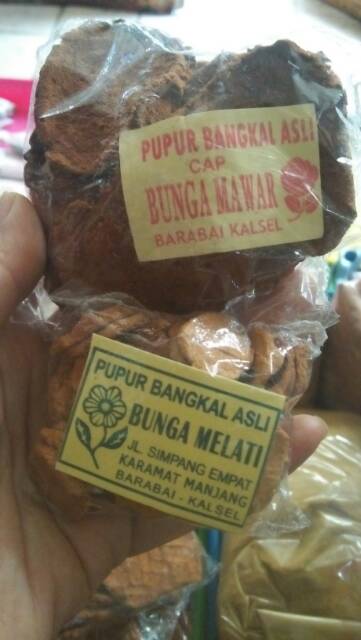 PUPUR BANGKAL ASLI
CAP
BUNGA MAWAR
BARABAI KALSEL
PUPUR BANGKAL ASLI
BUNGA MELATI
JL. SIMPANG EMPAT
KARAMAT MANJANG
BARABAI - KALSEL